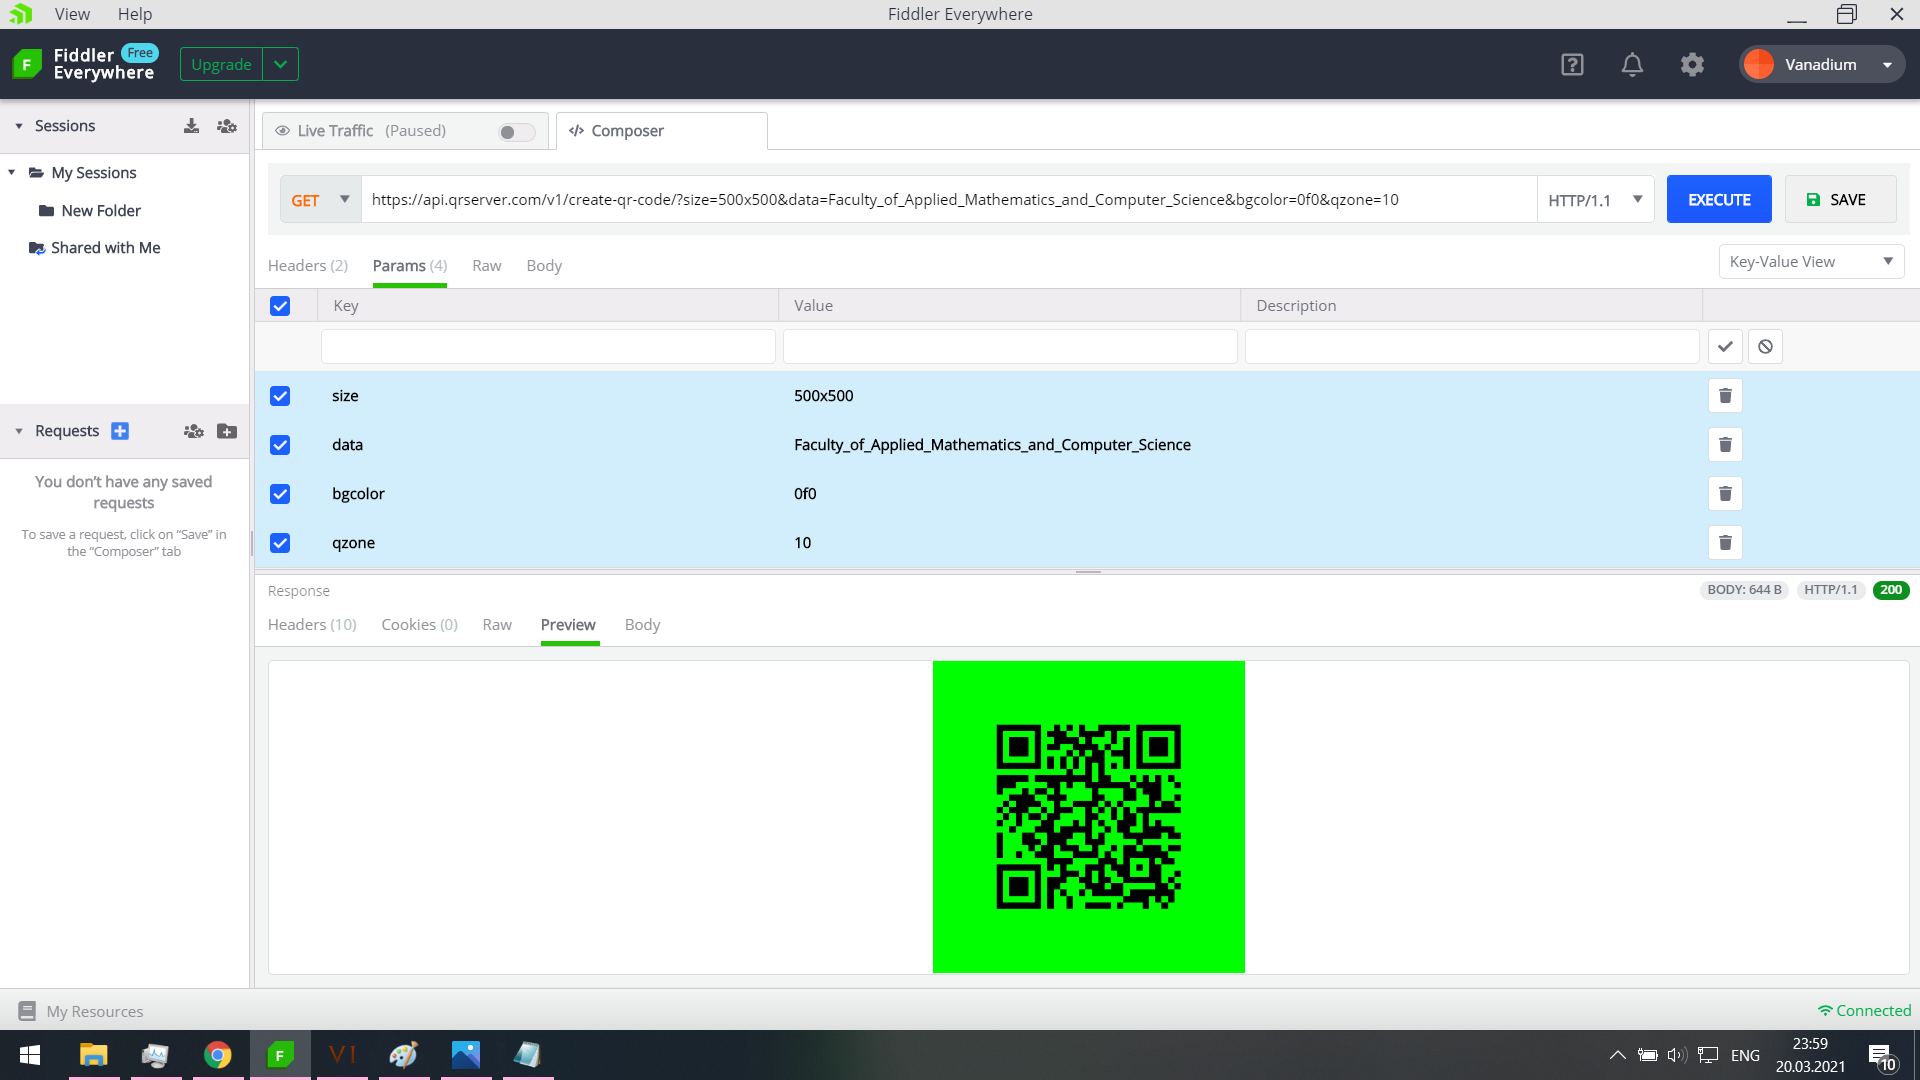 View Help
Fiddler Everywhere
Fiddler Everywhere Free
Upgrade
Vanadium
Sessions
Live Traffic (Paused)
Composer
My Sessions
New Folder
Shared with Me
GET
https://api.qrserver.com/v1/create-qr-code/?size=500x500&data=Faculty_of_Applied_Mathematics_and_Computer_Science&bgcolor=0f0&qzone=10
HTTP/1.1
EXECUTE
SAVE
Headers (2) Params (4) Raw Body
Key-Value View
Key Value Description
size 500x500
data Faculty_of_Applied_Mathematics_and_Computer_Science
bgcolor 0f0
qzone 10
Requests
You don’t have any saved
requests
To save a request, click on “Save” in
the “Composer” tab
Response
BODY: 644 B HTTP/1.1 200
Headers (10) Cookies (0) Raw Preview Body
My Resources
Connected
F
VI
ENG
23:59
20.03.2021
10